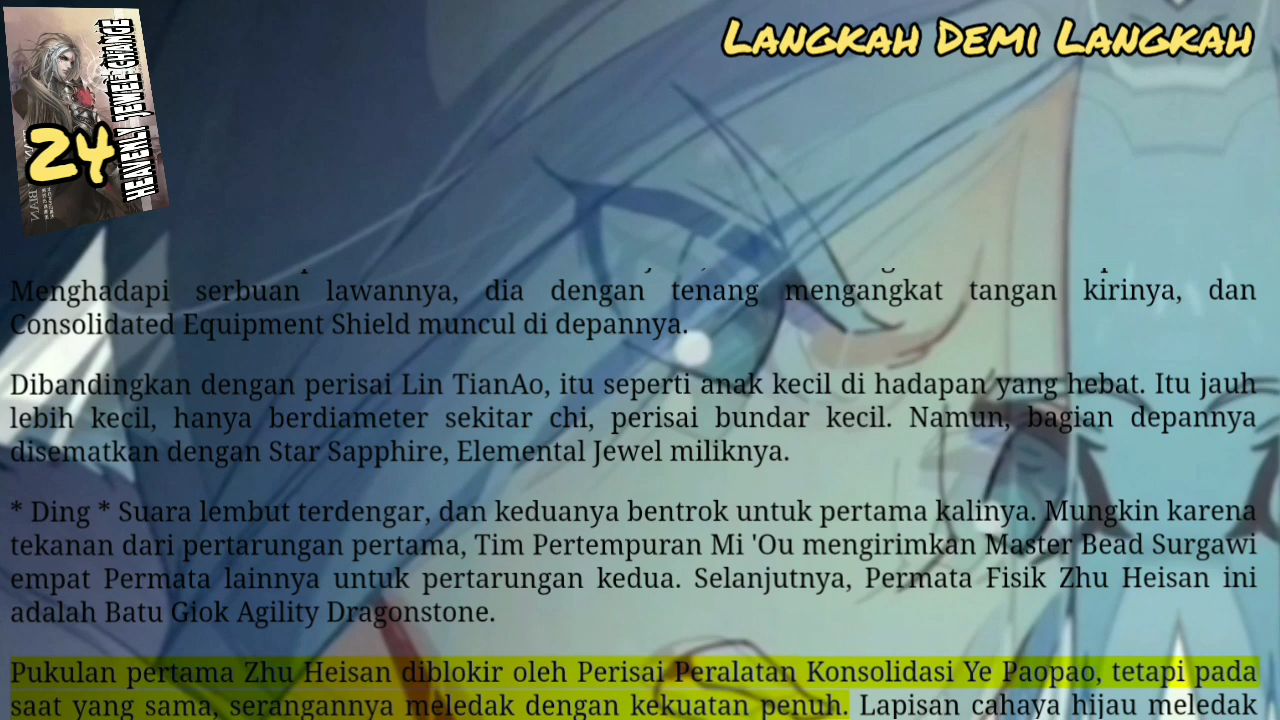 Langkah Demi Langkah
HEAVENLY JEWEL CHANGE
24
Menghadapi serbuan lawannya, dia dengan tenang mengangkat tangan kirinya, dan
Consolidated Equipment Shield muncul di depannya.
Dibandingkan dengan perisai Lin TianAo, itu seperti anak kecil di hadapan yang hebat. Itu jauh
lebih kecil, hanya berdiameter sekitar chi, perisai bundar kecil. Namun, bagian depannya
disematkan dengan Star Sapphire, Elemental Jewel miliknya.
* Ding * Suara lembut terdengar, dan keduanya bentrok untuk pertama kalinya. Mungkin karena
tekanan dari pertarungan pertama, Tim Pertempuran Mi 'Ou mengirimkan Master Bead Surgawi
empat Permata lainnya untuk pertarungan kedua. Selanjutnya, Permata Fisik Zhu Heisan ini
adalah Batu Giok Agility Dragonstone.
Pukulan pertama Zhu Heisan diblokir oleh Perisai Peralatan Konsolidasi Ye Paopao, tetapi pada
saat yang sama, serangannya meledak dengan kekuatan penuh. Lapisan cahaya hijau meledak